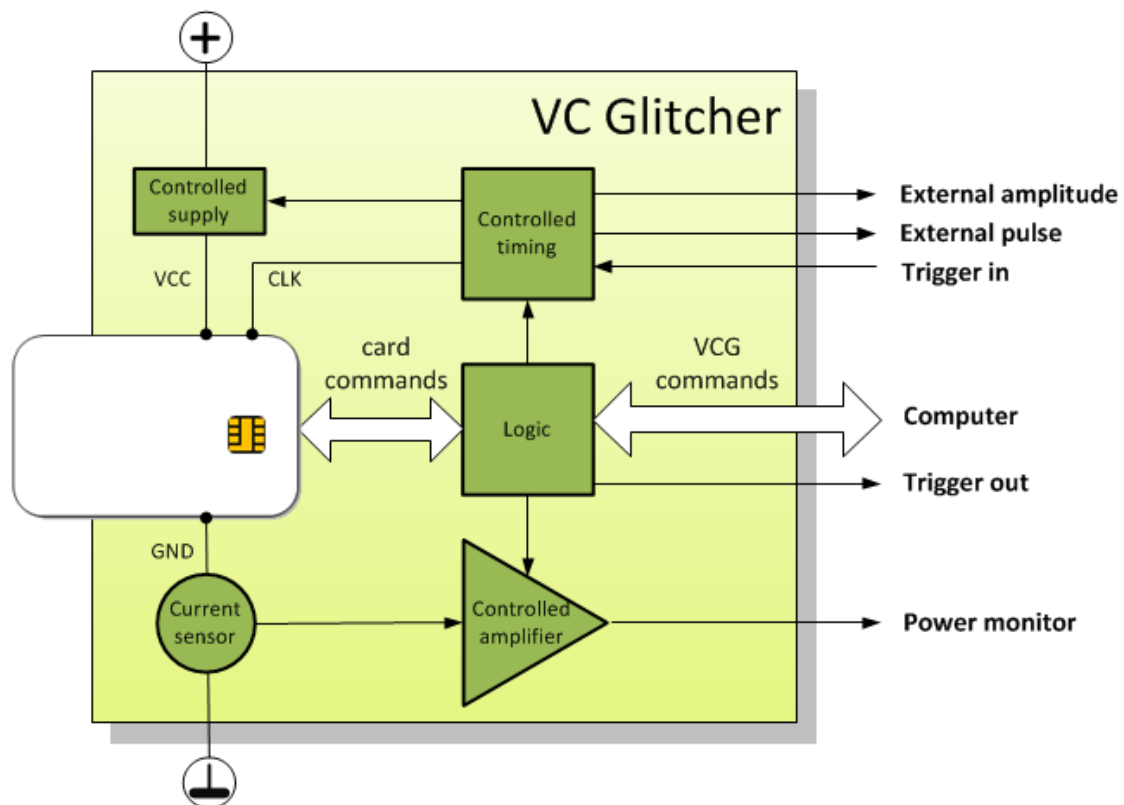 VC Glitcher
Controlled
supply
Controlled
timing
External amplitude
External pulse
Trigger in
VCC
CLK
card
commands
VCG
commands
Logic
Computer
Trigger out
GND
Current
sensor
Controlled
amplifier
Power monitor